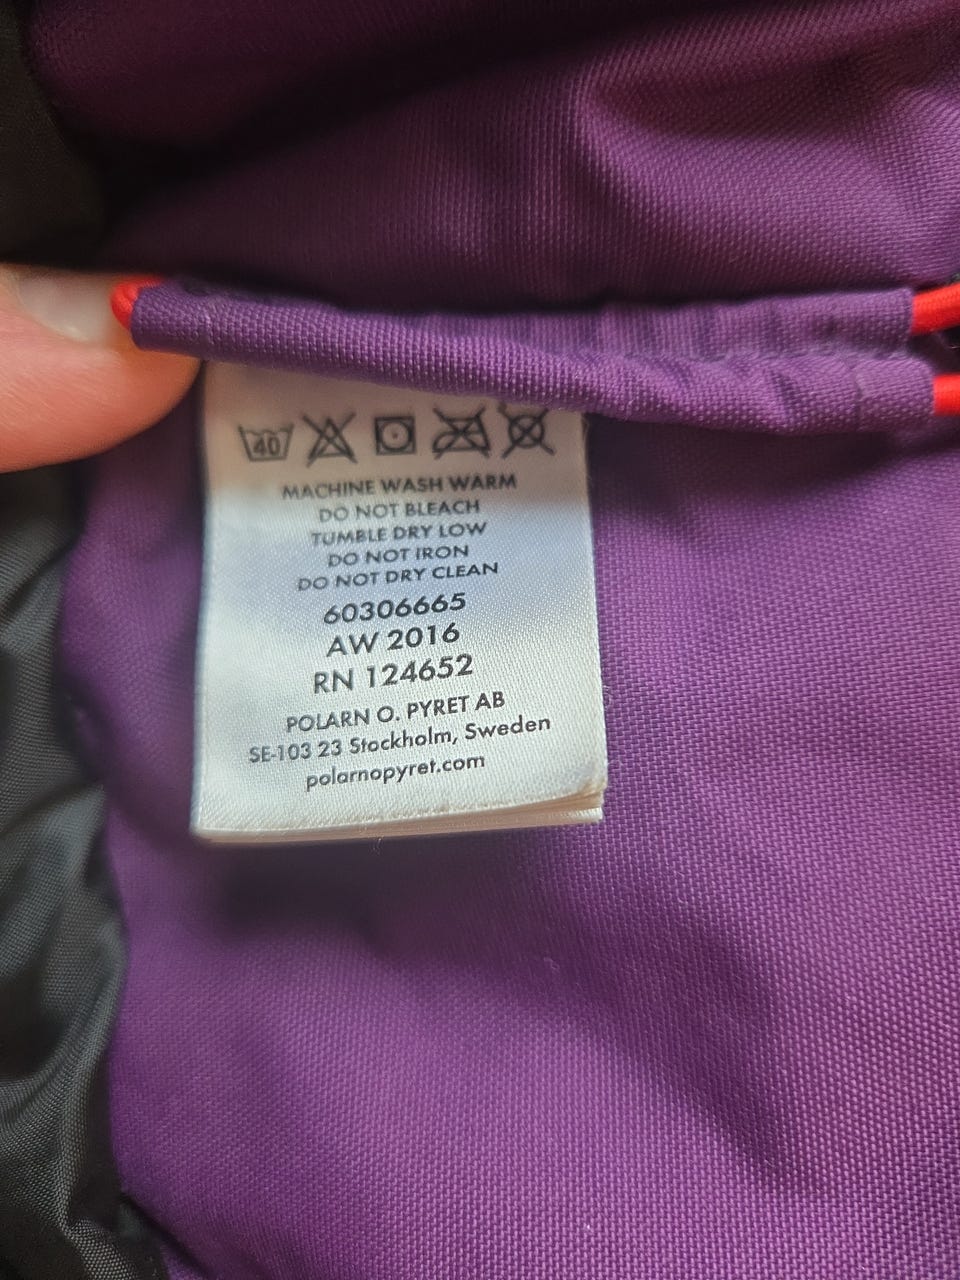 40
MACHINE WASH WARM
DO NOT BLEACH
TUMBLE DRY LOW
DO NOT IRON
DO NOT DRY CLEAN
60306665
AW 2016
RN 124652
POLARN O. PYRET AB
SE-103 23 Stockholm, Sweden
polarnopyret.com